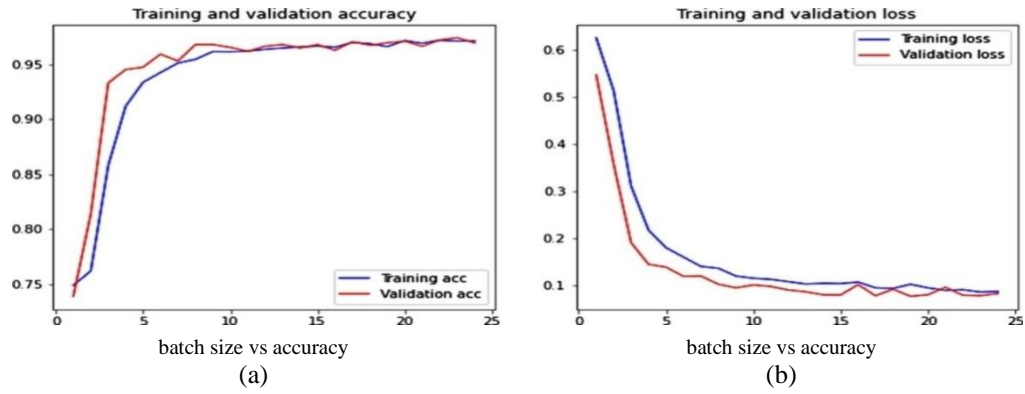 Training and validation accuracy
0.95
0.90
0.85
0.80
0.75
Training acc
Validation acc
0 5 10 15 20 25
batch size vs accuracy
(a)
Training and validation loss
0.6
0.5
0.4
0.3
0.2
0.1
Training loss
Validation loss
0 5 10 15 20 25
batch size vs accuracy
(b)